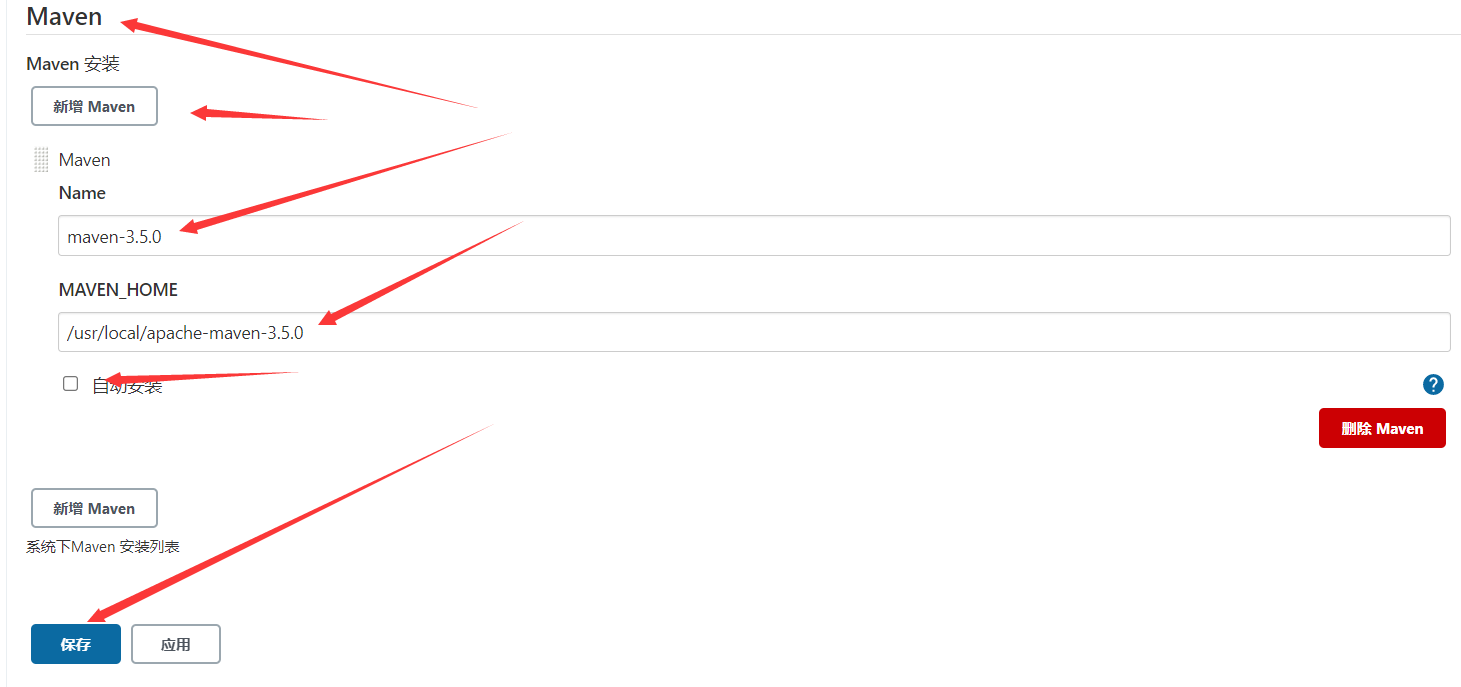 Maven
Maven 安装
新增 Maven
Maven
Name
maven-3.5.0
MAVEN_HOME
/usr/local/apache-maven-3.5.0
自动安装
?
删除 Maven
新增 Maven
系统下Maven 安装列表
保存
应用